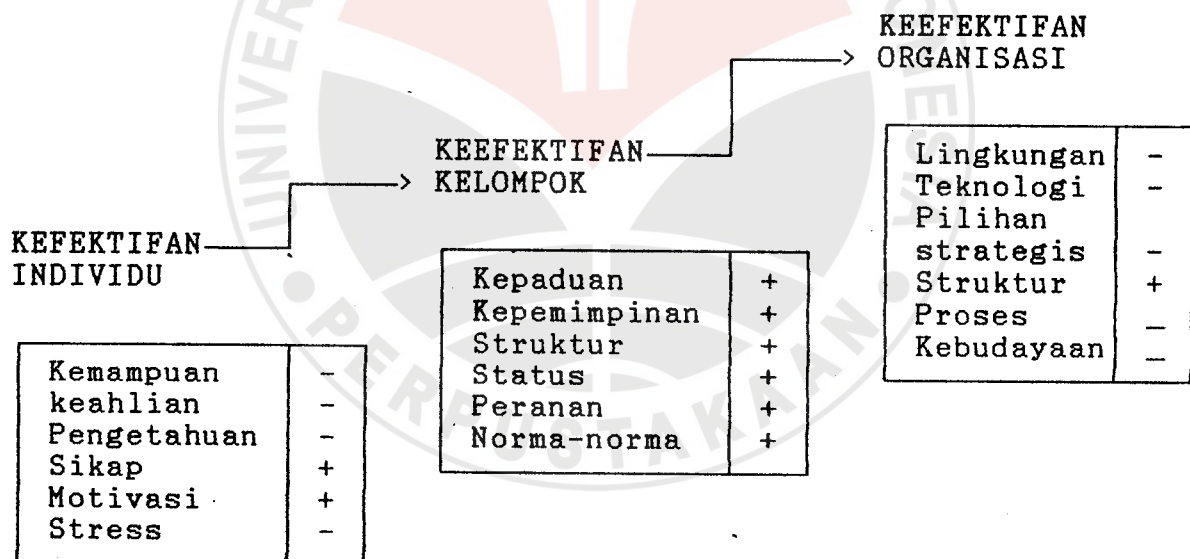 KEEFEKTIFAN
ORGANISASI
KEEFEKTIFAN
KELOMPOK
KEFEKTIFAN
INDIVIDU
Lingkungan -
Teknologi -
Pilihan
strategis -
Struktur +
Proses _
Kebudayaan _
Kepaduan +
Kepemimpinan +
Struktur +
Status +
Peranan +
Norma-norma +
Kemampuan -
keahlian -
Pengetahuan -
Sikap +
Motivasi +
Stress -
PERPUSTAKAAN